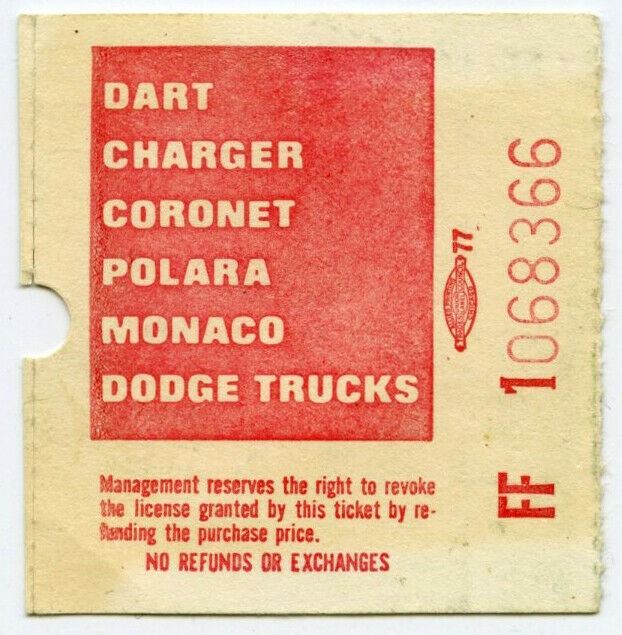 DART
CHARGER
CORONET
POLARA
MONACO
DODGE TRUCKS
Management reserves the right to revoke
the license granted by this ticket by re-
funding the purchase price.
NO REFUNDS OR EXCHANGES
77
FF 1068366